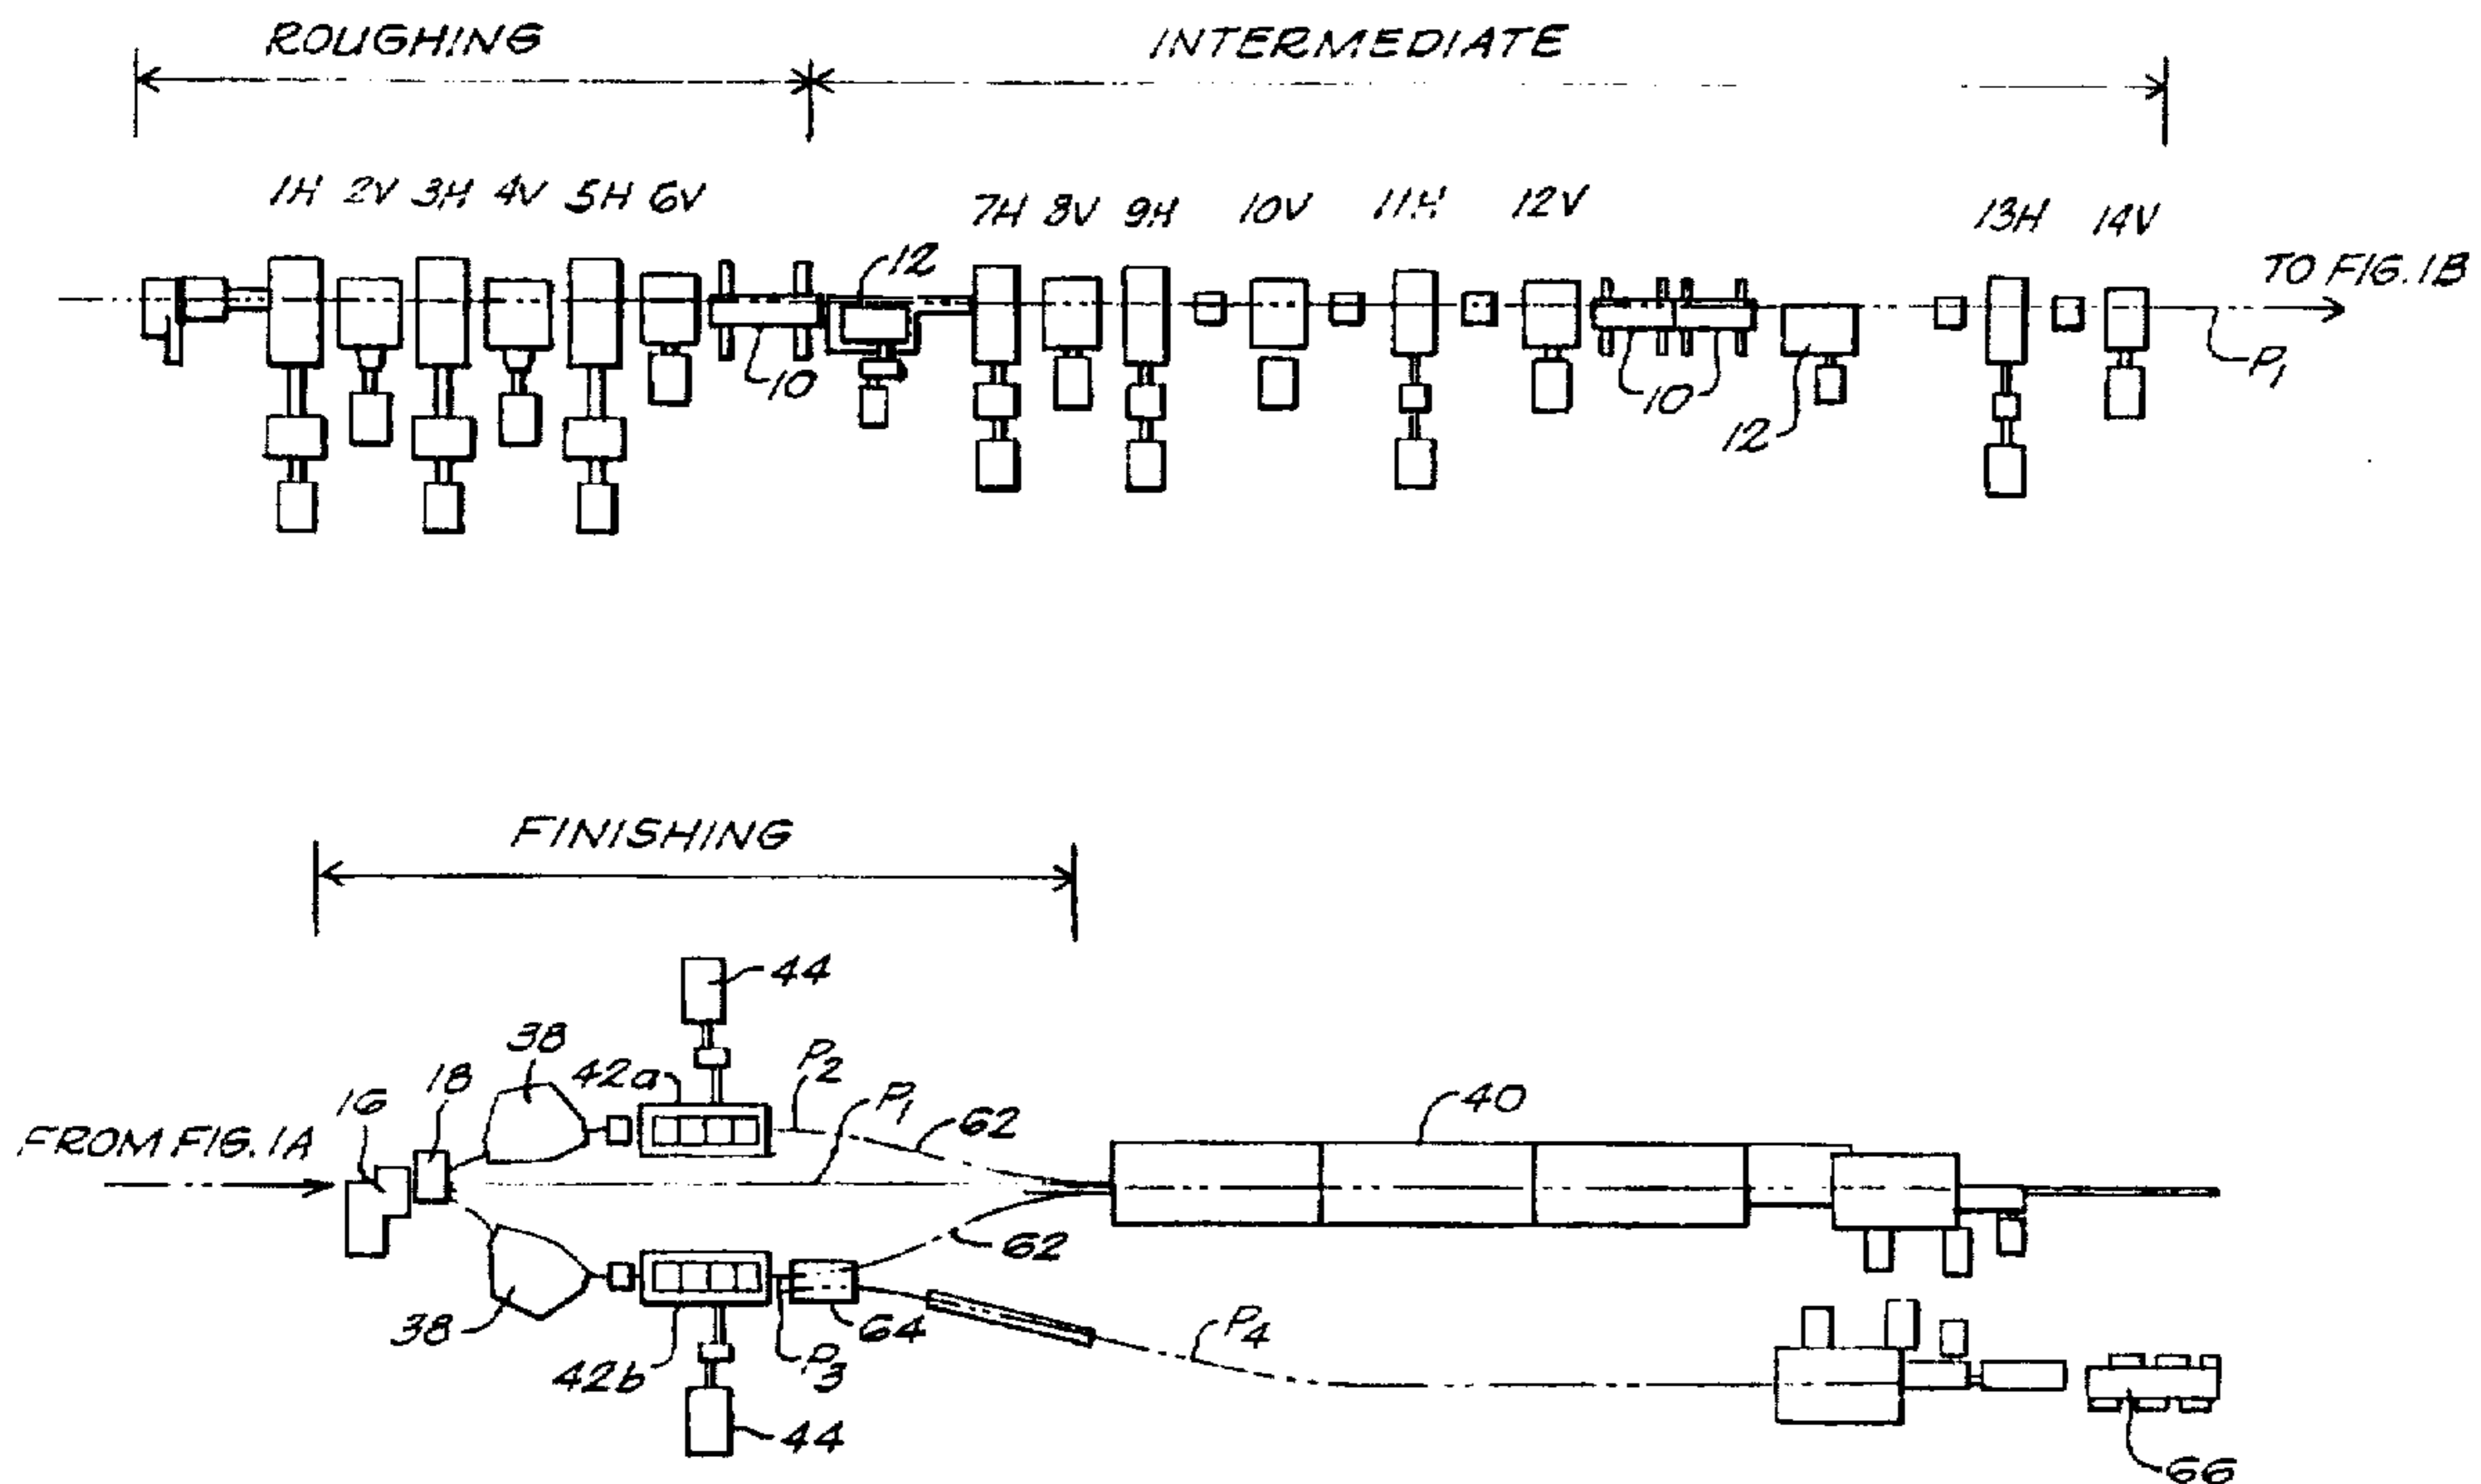 ROUGHING INTERMEDIATE
1H 2V 3H 4V 5H 6V 7H 8V 9H 10V 11H 12V 13H 14V
12
TO FIG. 1B
10 10 12 P1
FINISHING
44
38 42a P2 P1 62 40
16 18
FROM FIG. 1A
62
38 42b P3 64 P4
44
66